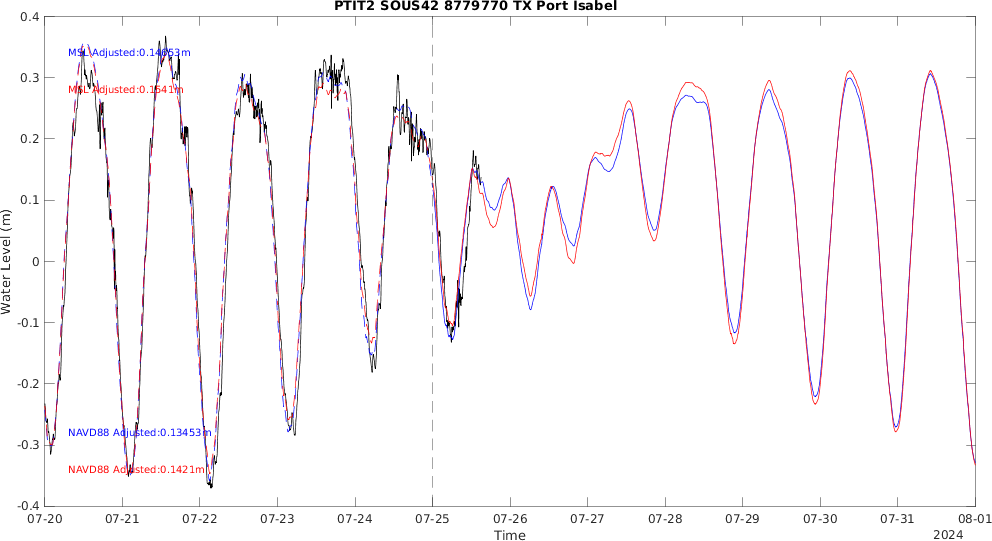 PTIT2 SOUS42 8779770 TX Port Isabel
0.4
0.3
0.2
0.1
0
-0.1
-0.2
-0.3
-0.4
Water Level (m)
MSL Adjusted:0.14653m
MSL Adjusted:0.1541m
NAVD88 Adjusted:0.13453m
NAVD88 Adjusted:0.1421m
07-20 07-21 07-22 07-23 07-24 07-25 07-26 07-27 07-28 07-29 07-30 07-31 08-01
Time
2024